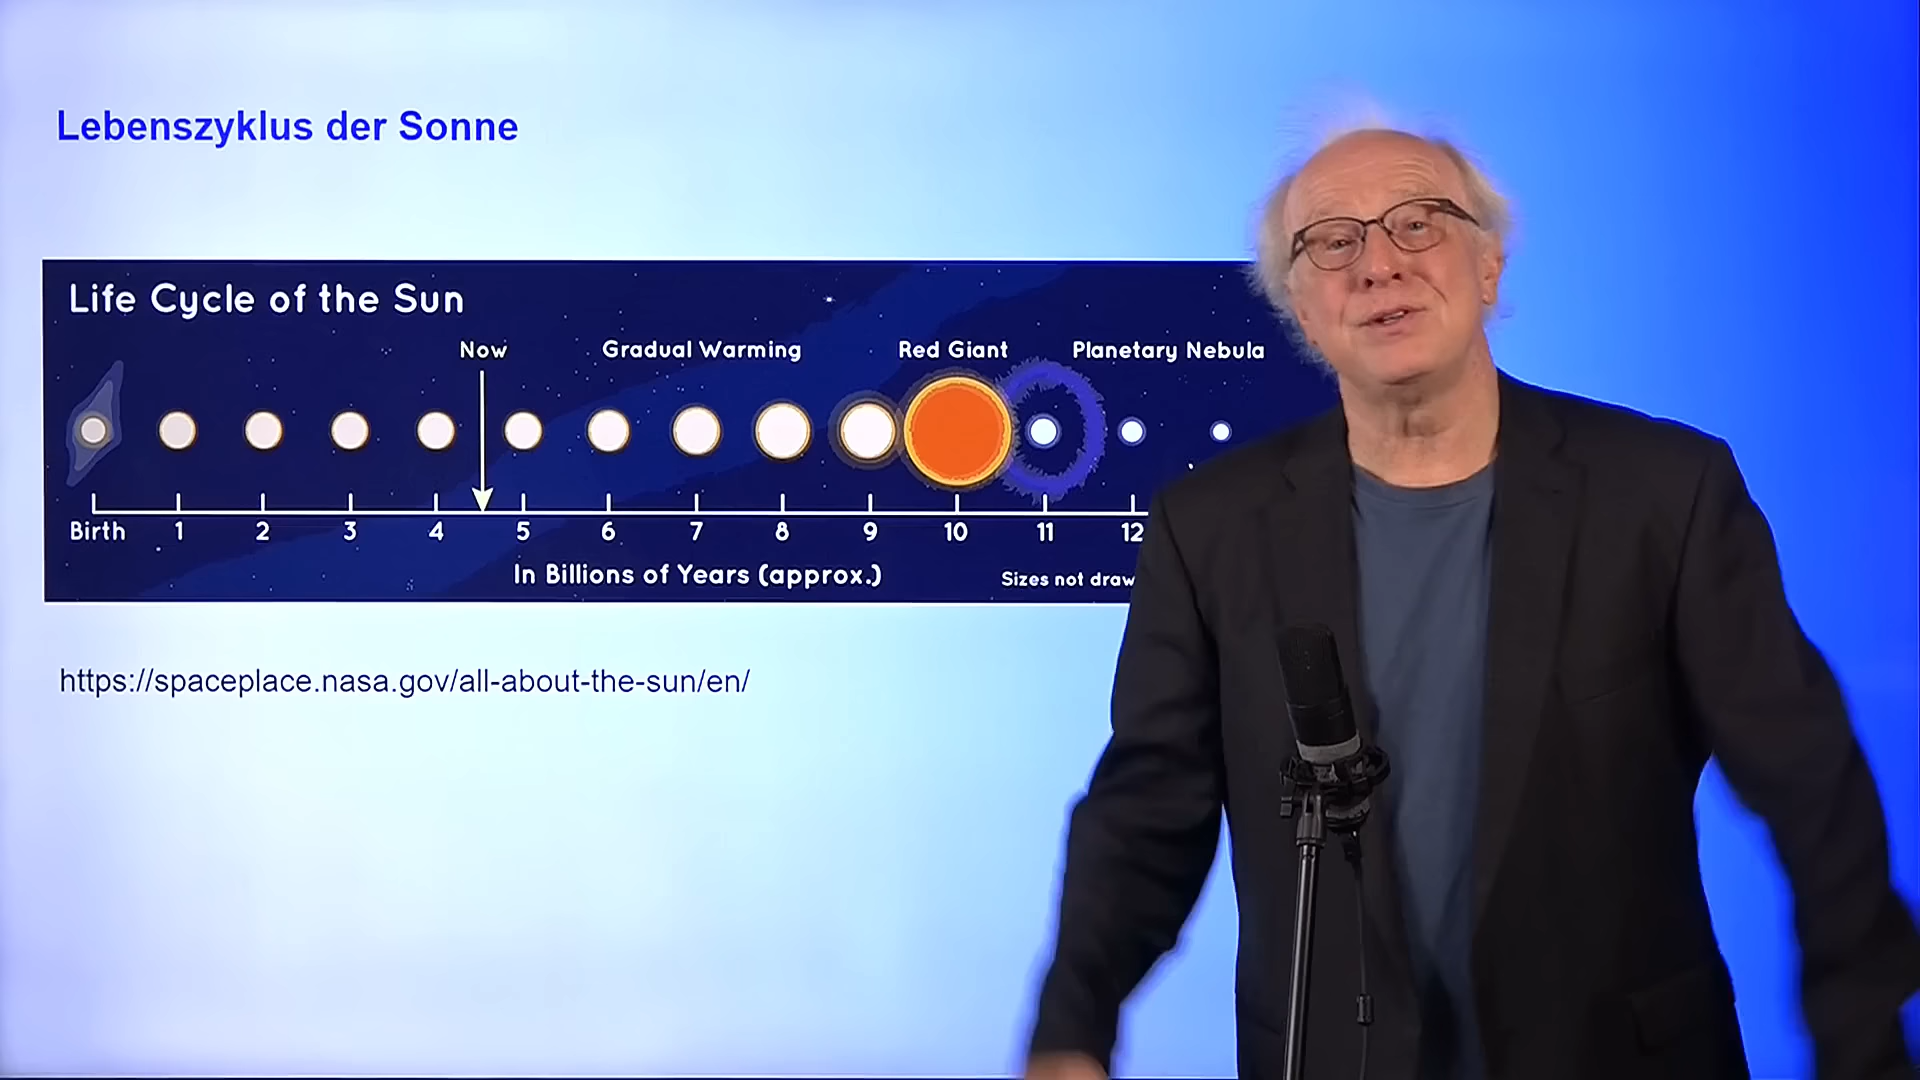 Lebenszyklus der Sonne
Life Cycle of the Sun
Now Gradual Warming Red Giant Planetary Nebula
Birth 1 2 3 4 5 6 7 8 9 10 11 12
In Billions of Years (approx.) Sizes not
https://spaceplace.nasa.gov/all-about-the-sun/en/